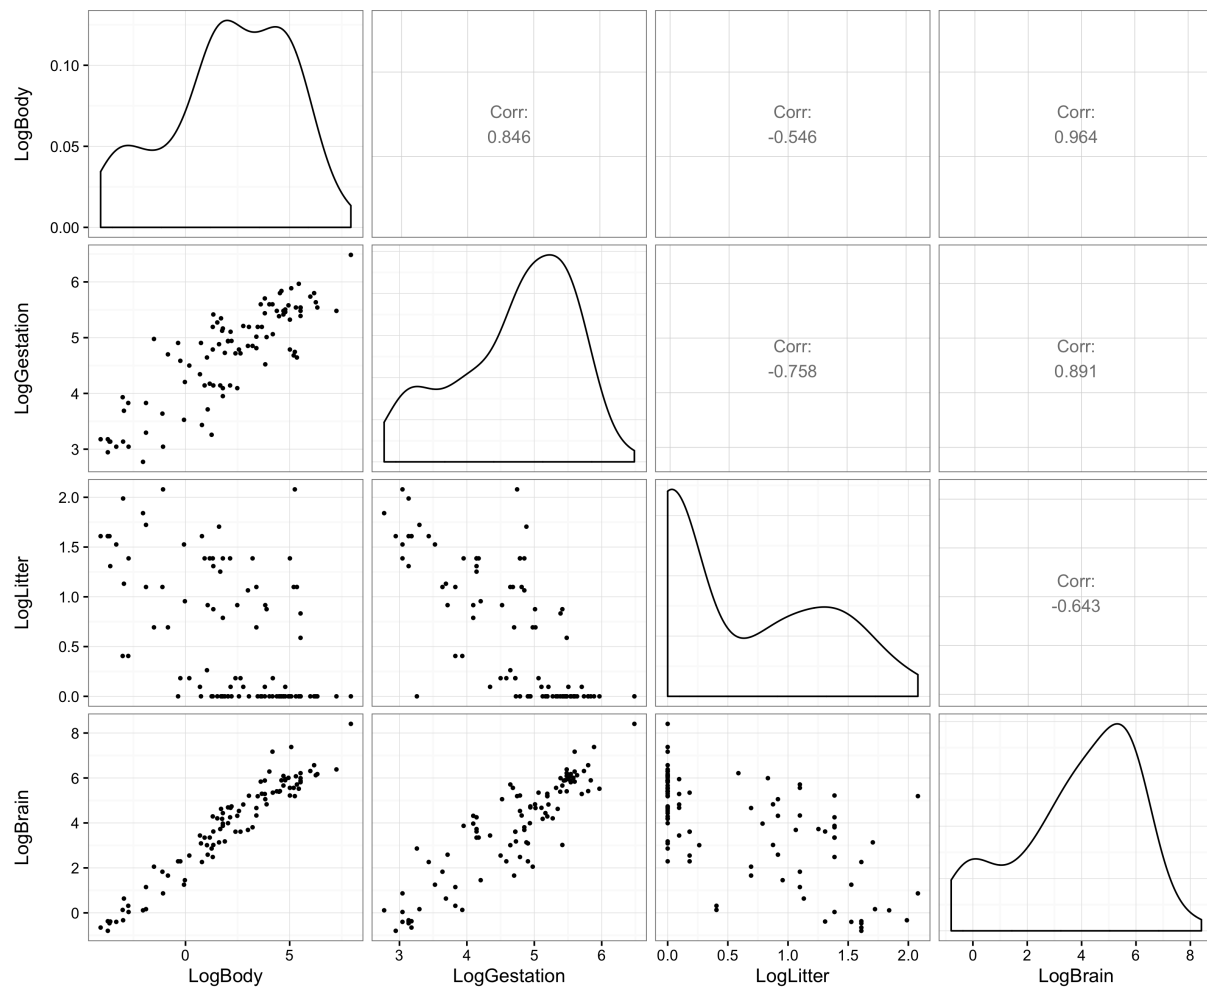 LogBody
0.10
0.05
0.00
Corr:
0.846
Corr:
-0.546
Corr:
0.964
LogGestation
6
5
4
3
Corr:
-0.758
Corr:
0.891
LogLitter
2.0
1.5
1.0
0.5
0.0
Corr:
-0.643
LogBrain
8
6
4
2
0
0 5
3 4 5 6
0.0 0.5 1.0 1.5 2.0
0 2 4 6 8
LogBody LogGestation LogLitter LogBrain